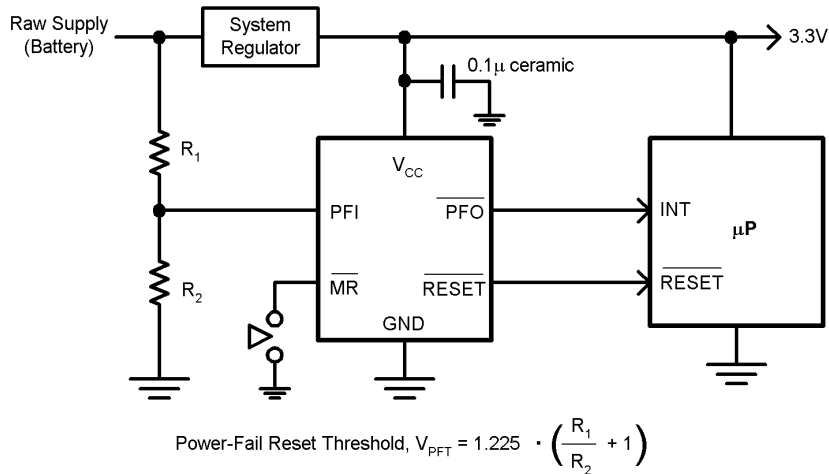 Raw Supply
(Battery)
System
Regulator
3.3V
0.1μ ceramic
R1
VCC
PFI
PFO
INT
μP
R2
MR
RESET
RESET
GND
Power-Fail Reset Threshold, VPFT = 1.225 · (R1/R2 + 1)